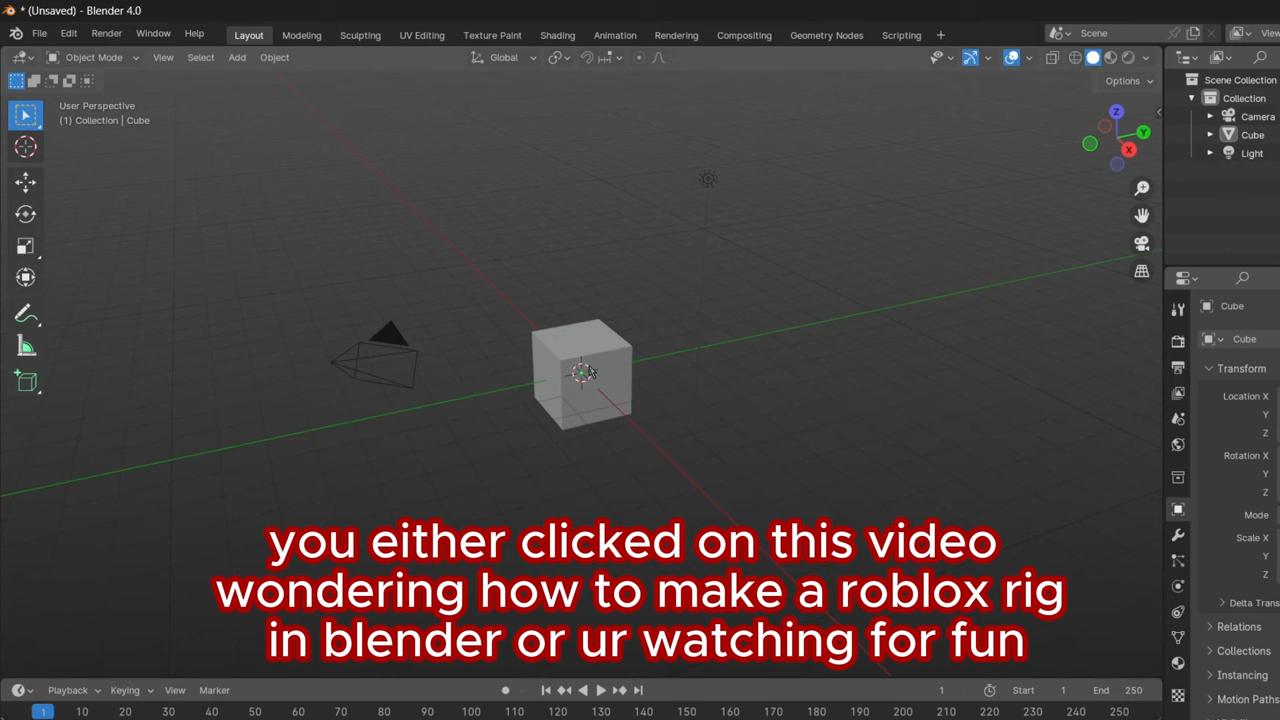 * (Unsaved) - Blender 4.0
File Edit Render Window Help Layout Modeling Sculpting UV Editing Texture Paint Shading Animation Rendering Compositing Geometry Nodes Scripting + Scene
Object Mode View Select Add Object Global
Options
User Perspective
(1) Collection | Cube
Z
Y
X
Scene Collection
Collection
Camera
Cube
Light
Cube
Cube
Transform
Location X
Y
Z
Rotation X
Y
Z
Mode
Scale X
Y
Z
Delta Trans
Relations
Collections
Instancing
Motion Paths
you either clicked on this video
wondering how to make a roblox rig
in blender or ur watching for fun
Playback Keying View Marker 1 Start 1 End 250
1 10 20 30 40 50 60 70 80 90 100 110 120 130 140 150 160 170 180 190 200 210 220 230 240 250